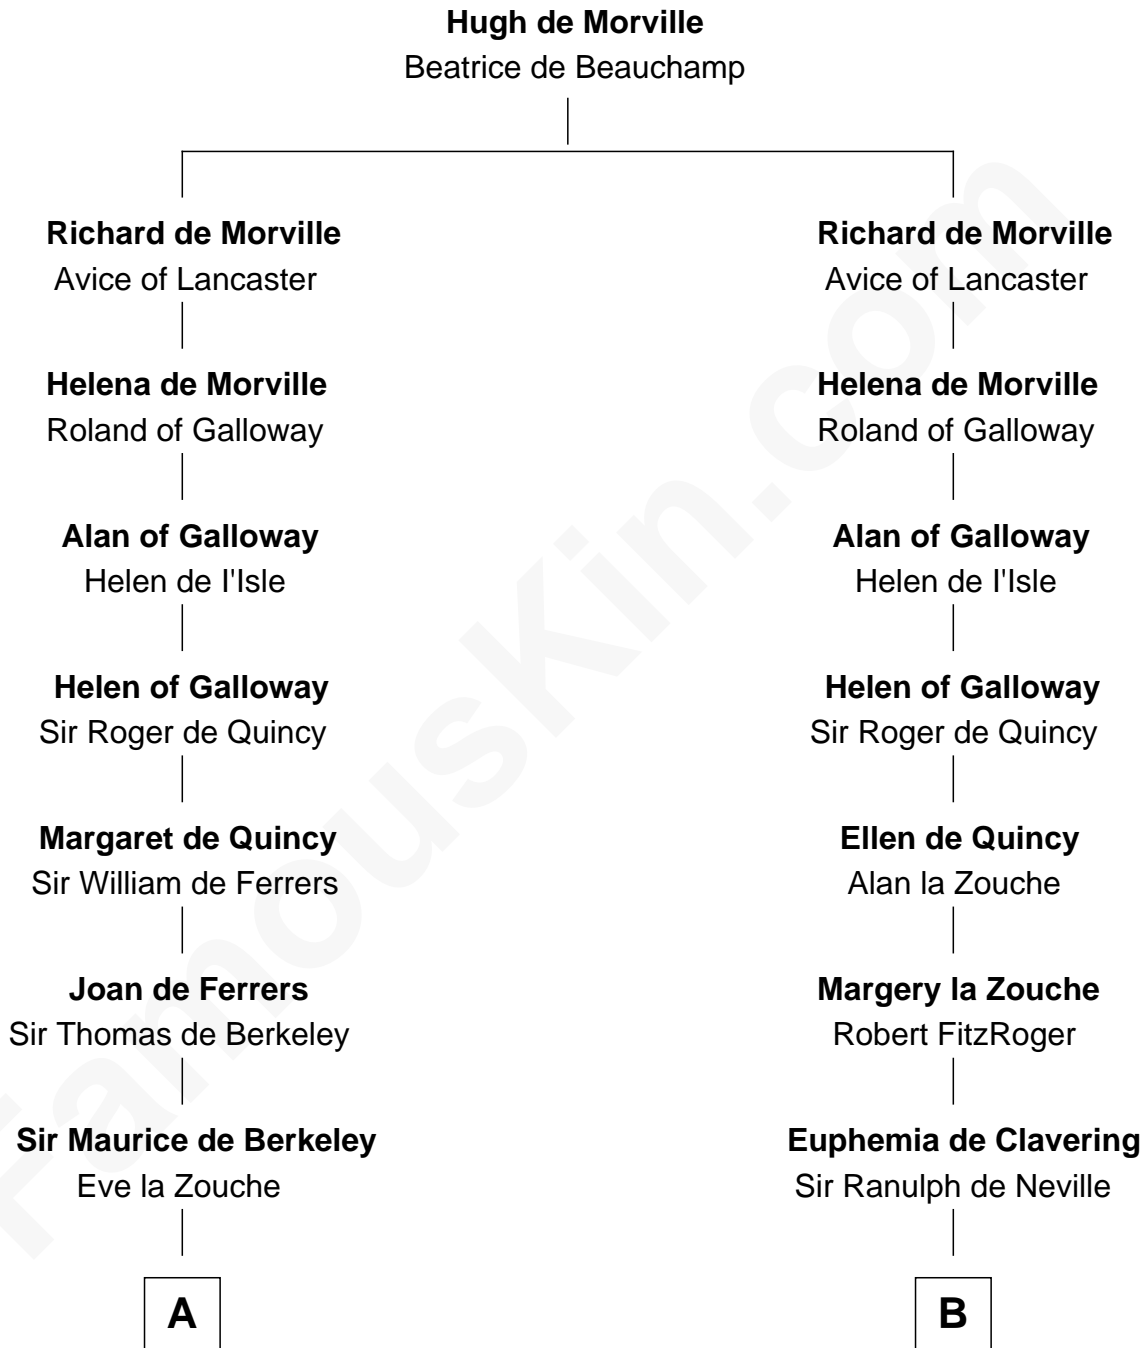 Hugh de Morville
Beatrice de Beauchamp
Richard de Morville
Avice of Lancaster
Helena de Morville
Roland of Galloway
Alan of Galloway
Helen de I'Isle
Helen of Galloway
Sir Roger de Quincy
Margaret de Quincy
Sir William de Ferrers
Joan de Ferrers
Sir Thomas de Berkeley
Sir Maurice de Berkeley
Eve la Zouche
A
Richard de Morville
Avice of Lancaster
Helena de Morville
Roland of Galloway
Alan of Galloway
Helen de I'Isle
Helen of Galloway
Sir Roger de Quincy
Ellen de Quincy
Alan la Zouche
Margery la Zouche
Robert FitzRoger
Euphemia de Clavering
Sir Ranulph de Neville
B
FamousKin.com